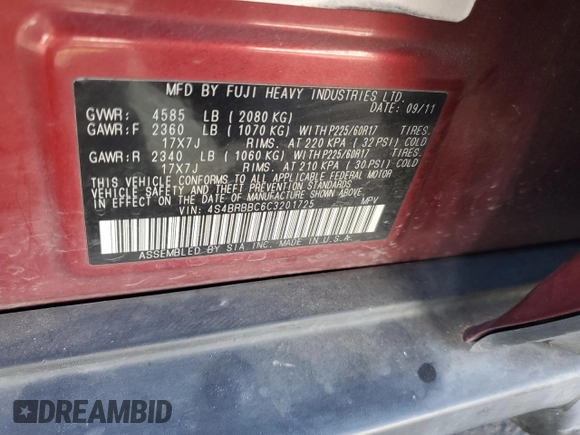 MFD BY FUJI HEAVY INDUSTRIES LTD.
DATE: 09/11
GVWR: 4585 LB ( 2080 KG)
GAWR:F 2360 LB ( 1070 KG) WITH P225/60R17 TIRES.
17X7J RIMS. AT 220 KPA ( 32 PSI) COLD
GAWR:R 2340 LB ( 1060 KG) WITH P225/60R17 TIRES.
17X7J RIMS. AT 210 KPA ( 30 PSI) COLD
THIS VEHICLE CONFORMS TO ALL APPLICABLE FEDERAL MOTOR
VEHICLE SAFETY, BUMPER, AND THEFT PREVENTION STANDARDS
IN EFFECT ON THE DATE OF MANUFACTURE SHOWN ABOVE.
VIN: 4S4BRBBC6C3201725 MPV
ASSEMBLED BY SIA INC. MADE IN U.S.A.
DREAMBID